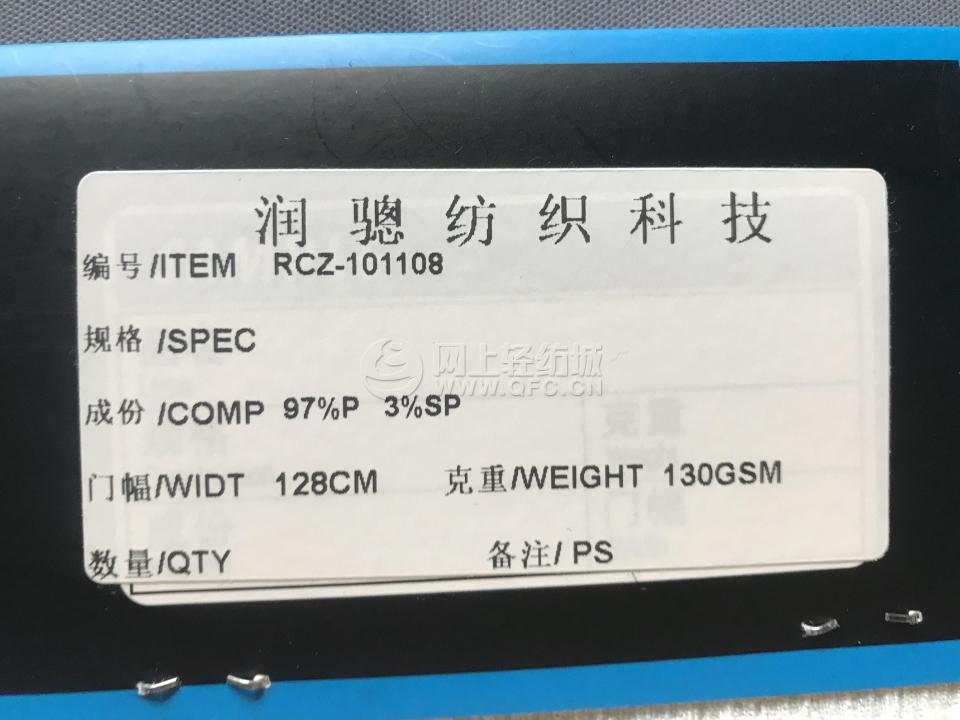 润骢纺织科技
编号/ITEM RCZ-101108
规格/SPEC
网上轻纺城
WWW.QFC.CN
成份/COMP 97%P 3%SP
门幅/WIDT 128CM 克重/WEIGHT 130GSM
数量/QTY 备注/PS